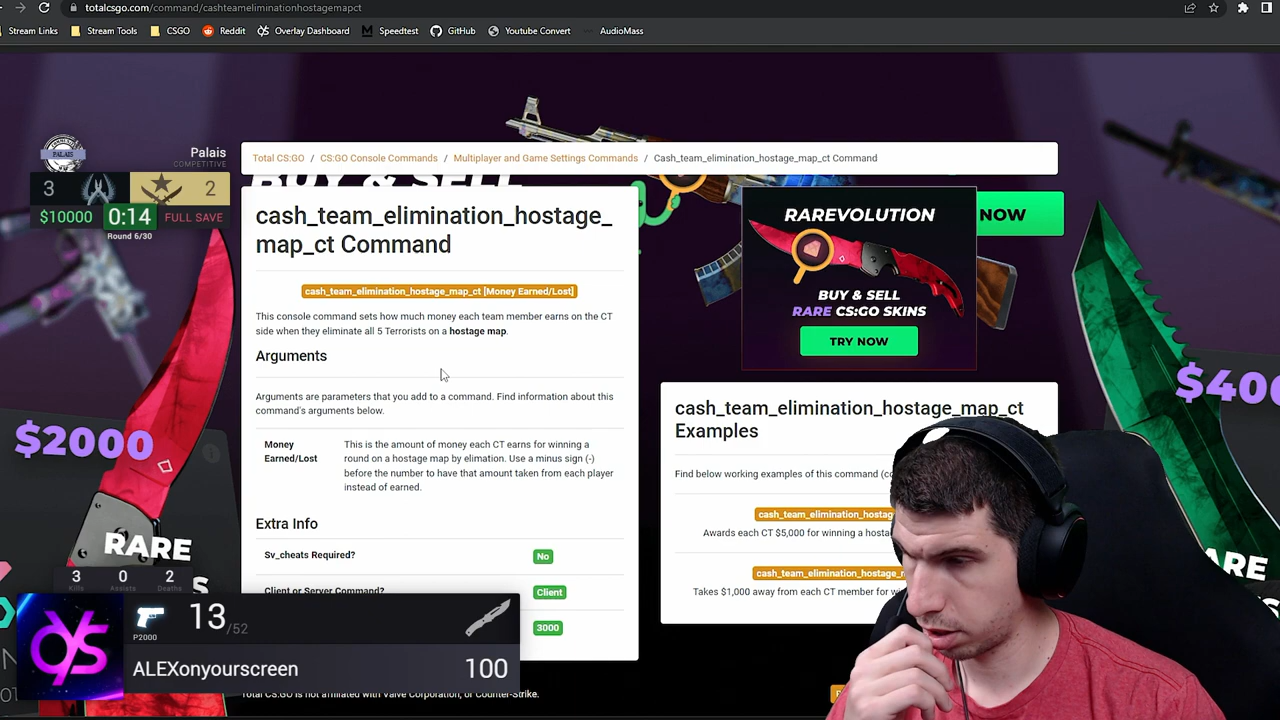 totalcsgo.com/command/cashteameliminationhostagemapct
Stream Links Stream Tools CSGO Reddit Overlay Dashboard Speedtest GitHub Youtube Convert AudioMass
PALAIS
Palais
COMPETITIVE
3 2
$10000 0:14 FULL SAVE
Round 6/30
Total CS:GO / CS:GO Console Commands / Multiplayer and Game Settings Commands / Cash_team_elimination_hostage_map_ct Command
BUY & SELL
NOW
cash_team_elimination_hostage_
map_ct Command
cash_team_elimination_hostage_map_ct [Money Earned/Lost]
This console command sets how much money each team member earns on the CT
side when they eliminate all 5 Terrorists on a hostage map.
Arguments
Arguments are parameters that you add to a command. Find information about this
command's arguments below.
Money
Earned/Lost
This is the amount of money each CT earns for winning a
round on a hostage map by elimation. Use a minus sign (-)
before the number to have that amount taken from each player
instead of earned.
Extra Info
Sv_cheats Required? No
Client or Server Command? Client
3000
Total CS:GO is not affiliated with Valve Corporation, or Counter-Strike.
RAREVOLUTION
BUY & SELL
RARE CS:GO SKINS
TRY NOW
cash_team_elimination_hostage_map_ct
Examples
Find below working examples of this command
cash_team_elimination_hostag
Awards each CT $5,000 for winning a
cash_team_elimination_hostage_
Takes $1,000 away from each CT member for
$2000
$400
RARE
3 0 2
Kills Assists Deaths
P2000
13/52
ALEXonyourscreen 100